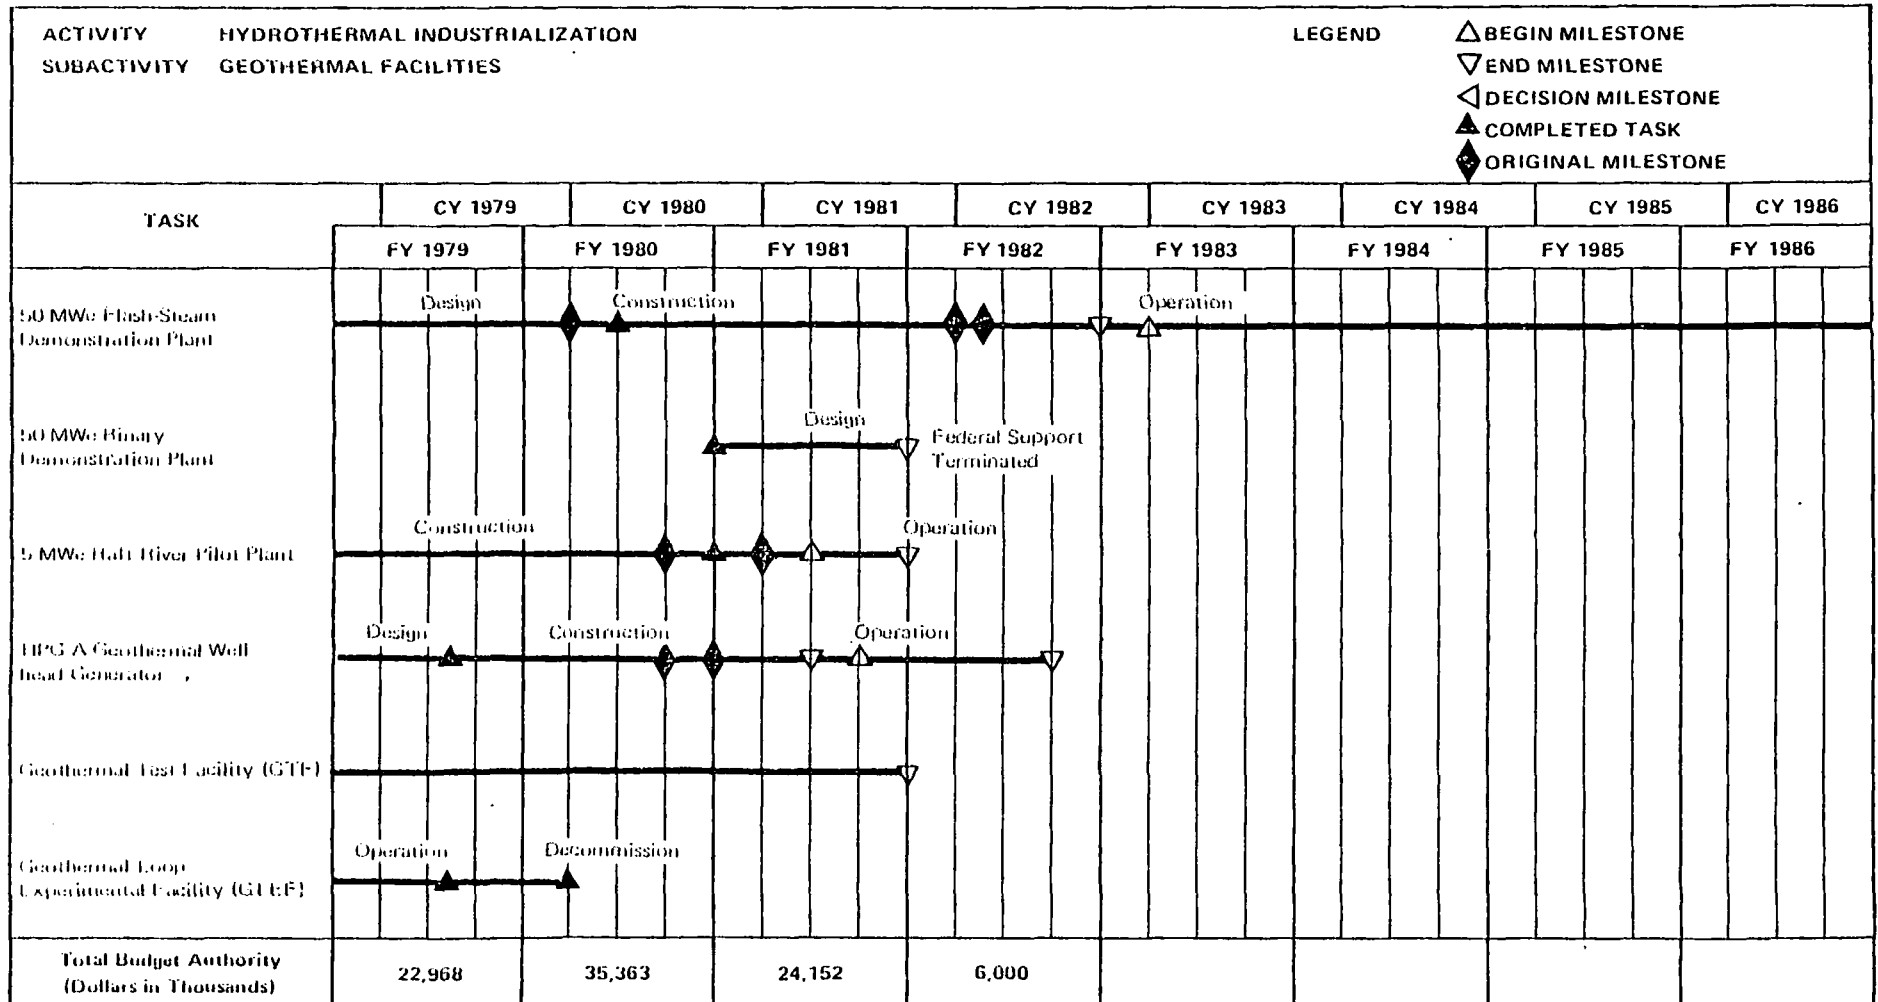 ACTIVITY HYDROTHERMAL INDUSTRIALIZATION
SUBACTIVITY GEOTHERMAL FACILITIES
LEGEND
BEGIN MILESTONE
END MILESTONE
DECISION MILESTONE
COMPLETED TASK
ORIGINAL MILESTONE
TASK
CY 1979 CY 1980 CY 1981 CY 1982 CY 1983 CY 1984 CY 1985 CY 1986
FY 1979 FY 1980 FY 1981 FY 1982 FY 1983 FY 1984 FY 1985 FY 1986
50 MWe Flash-Steam
Demonstration Plant
Design Construction Operation
50 MWe Binary
Demonstration Plant
Design
Federal Support
Terminated
5 MWe Raft River Pilot Plant
Construction Operation
HPG-A Geothermal Well
head Generator
Design Construction Operation
Geothermal Test Facility (GTF)
Geothermal Loop
Experimental Facility (GLEF)
Operation Decommission
Total Budget Authority
(Dollars in Thousands)
22,968 35,363 24,152 6,000